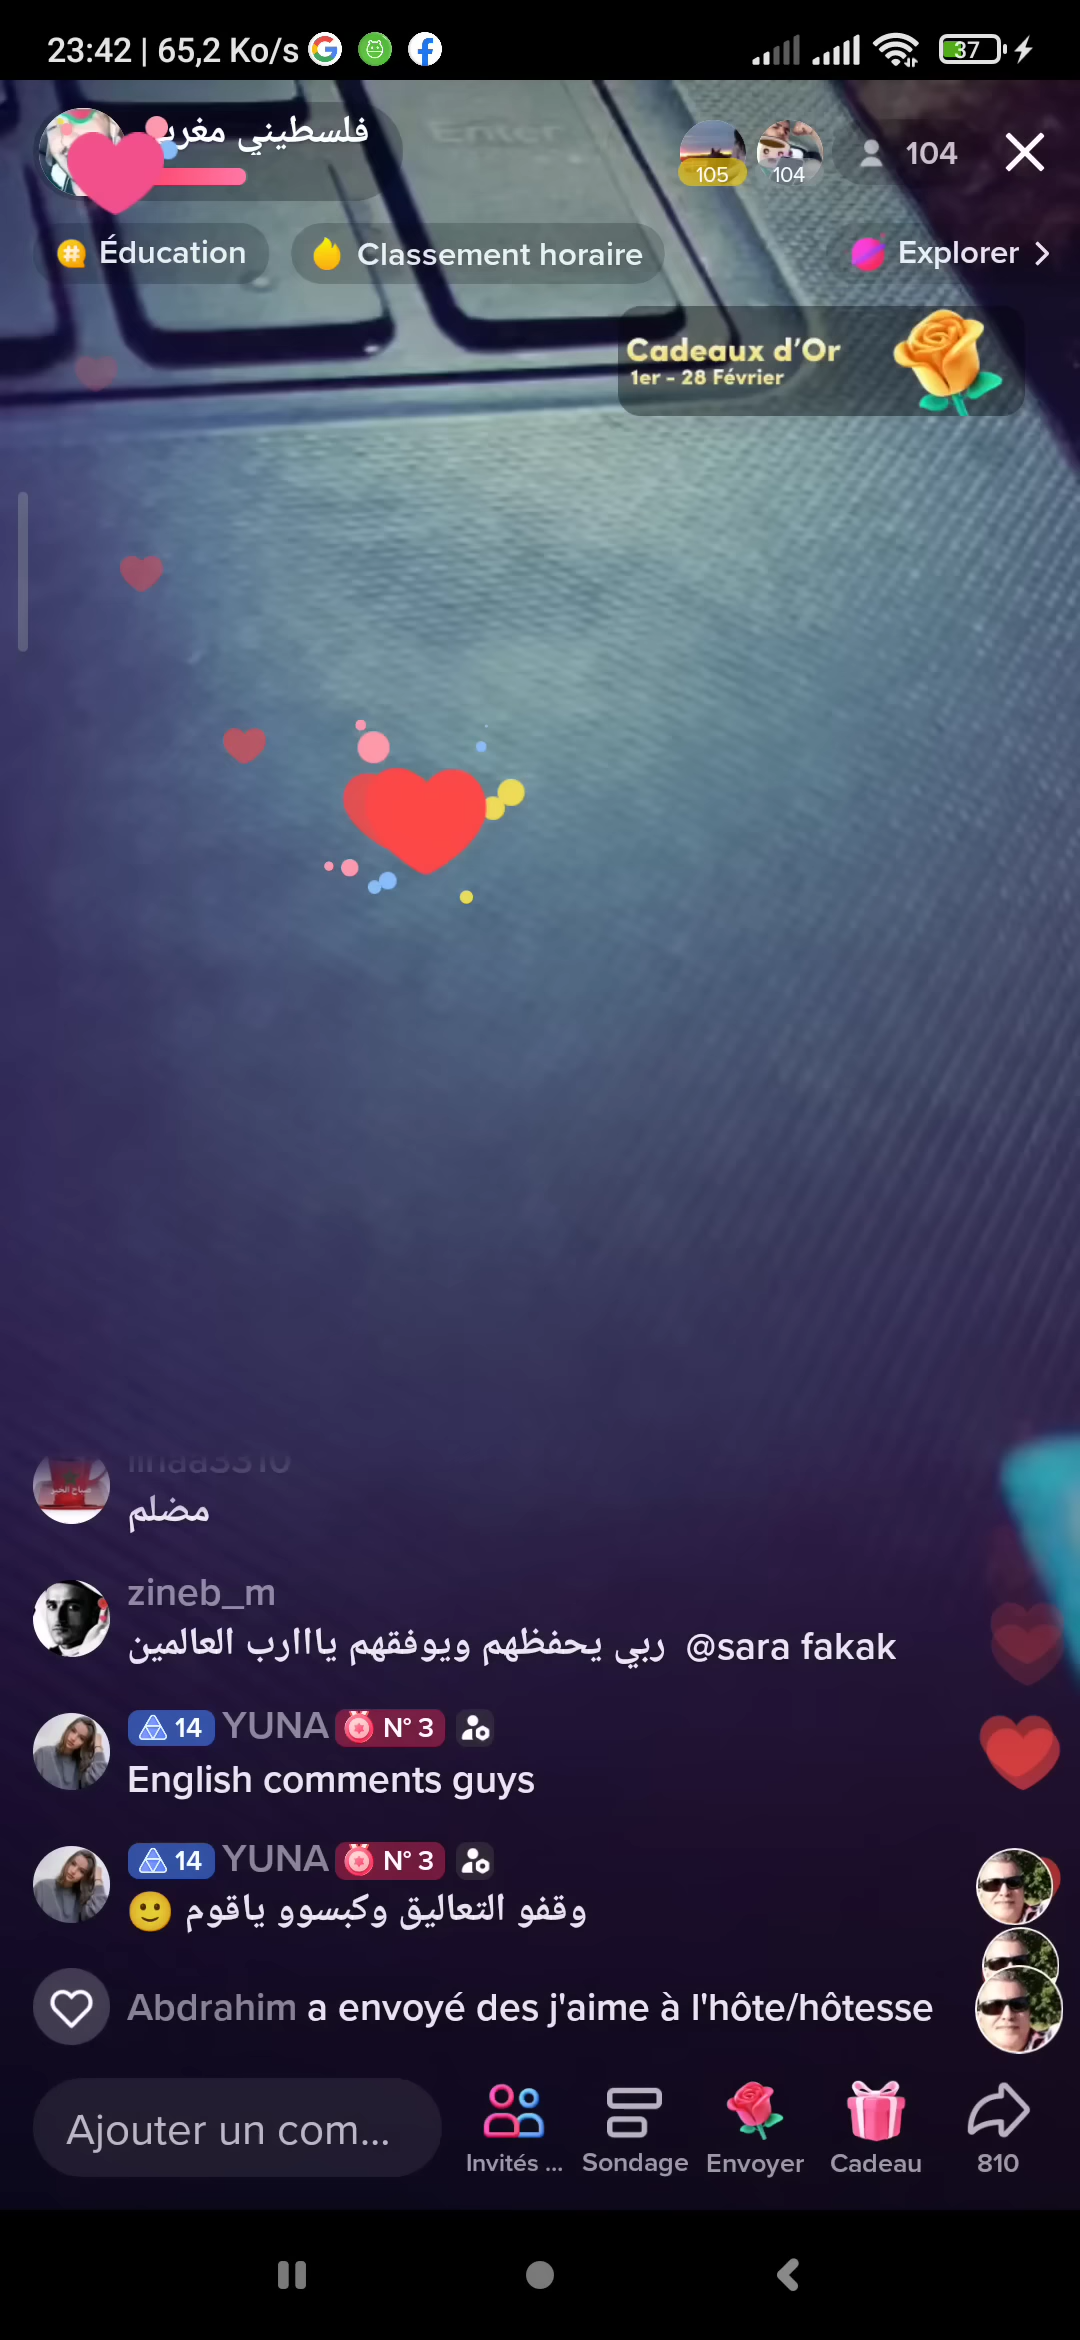 23:42 | 65,2 Ko/s
37
فلسطيني مغر
105
104
104
Éducation
Classement horaire
Explorer
Cadeaux d'Or
1er - 28 Février
مضلم
zineb_m
@sara fakak ربي يحفظهم ويوفقهم ياااارب العالمين
14 YUNA N° 3
English comments guys
14 YUNA N° 3
وقفو التعاليق وكبسوو ياقوم 🙂
Abdrahim a envoyé des j'aime à l'hôte/hôtesse
Ajouter un com...
Invités ...
Sondage
Envoyer
Cadeau
810